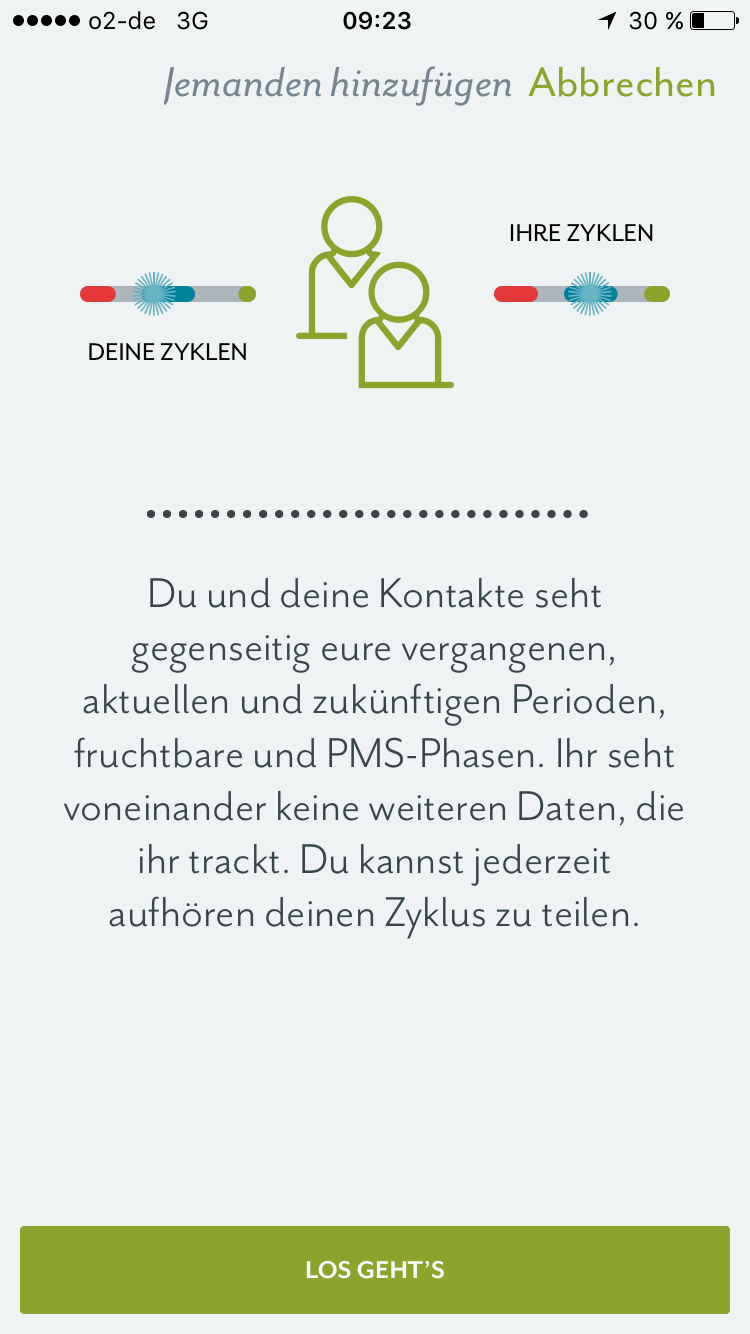 ●●●●● o2-de 3G 09:23 30 %
Jemanden hinzufügen Abbrechen
IHRE ZYKLEN
DEINE ZYKLEN
Du und deine Kontakte seht
gegenseitig eure vergangenen,
aktuellen und zukünftigen Perioden,
fruchtbare und PMS-Phasen. Ihr seht
voneinander keine weiteren Daten, die
ihr trackt. Du kannst jederzeit
aufhören deinen Zyklus zu teilen.
LOS GEHT’S